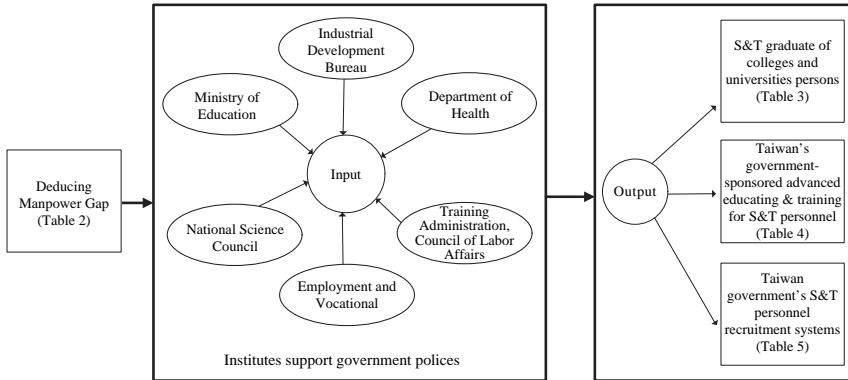 Deducing
Manpower Gap
(Table 2)
Industrial
Development
Bureau
Ministry of
Education
Department of
Health
Input
National Science
Council
Training
Administration,
Council of Labor
Affairs
Employment and
Vocational
Institutes support government polices
Output
S&T graduate of
colleges and
universities persons
(Table 3)
Taiwan's
government-
sponsored advanced
educating & training
for S&T personnel
(Table 4)
Taiwan
government's S&T
personnel
recruitment systems
(Table 5)